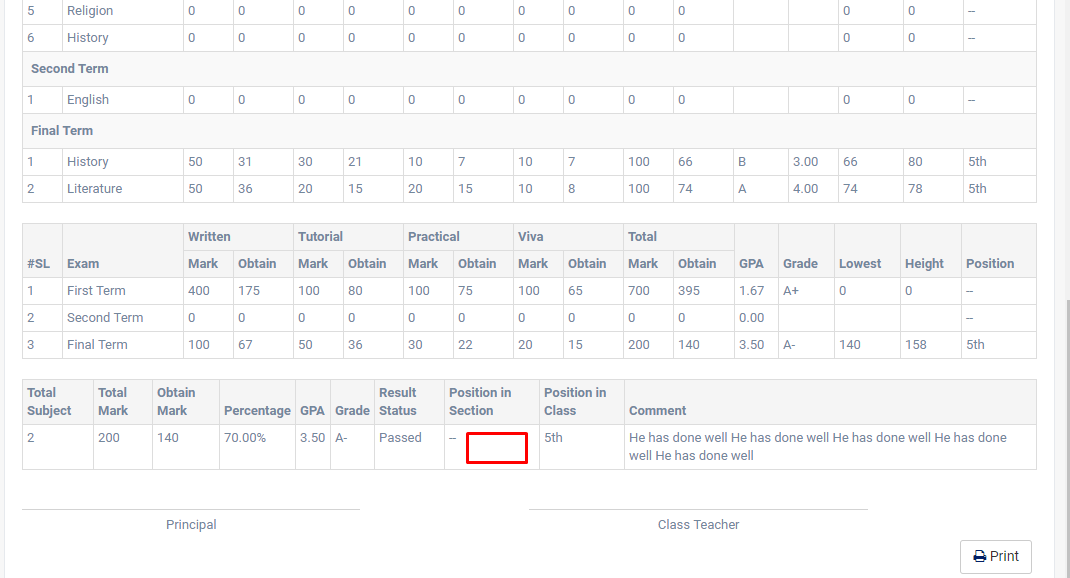 5 Religion 0 0 0 0 0 0 0 0 0 0 0 0 --
6 History 0 0 0 0 0 0 0 0 0 0 0 0 --
Second Term
1 English 0 0 0 0 0 0 0 0 0 0 0 0 --
Final Term
1 History 50 31 30 21 10 7 10 7 100 66 B 3.00 66 80 5th
2 Literature 50 36 20 15 20 15 10 8 100 74 A 4.00 74 78 5th
Written Tutorial Practical Viva Total
#SL Exam Mark Obtain Mark Obtain Mark Obtain Mark Obtain Mark Obtain GPA Grade Lowest Height Position
1 First Term 400 175 100 80 100 75 100 65 700 395 1.67 A+ 0 0 --
2 Second Term 0 0 0 0 0 0 0 0 0 0 0.00 --
3 Final Term 100 67 50 36 30 22 20 15 200 140 3.50 A- 140 158 5th
Total Total Obtain Result Position in Position in
Subject Mark Mark Percentage GPA Grade Status Section Class Comment
2 200 140 70.00% 3.50 A- Passed -- 5th He has done well He has done well He has done well He has done
well He has done well
Principal Class Teacher
Print